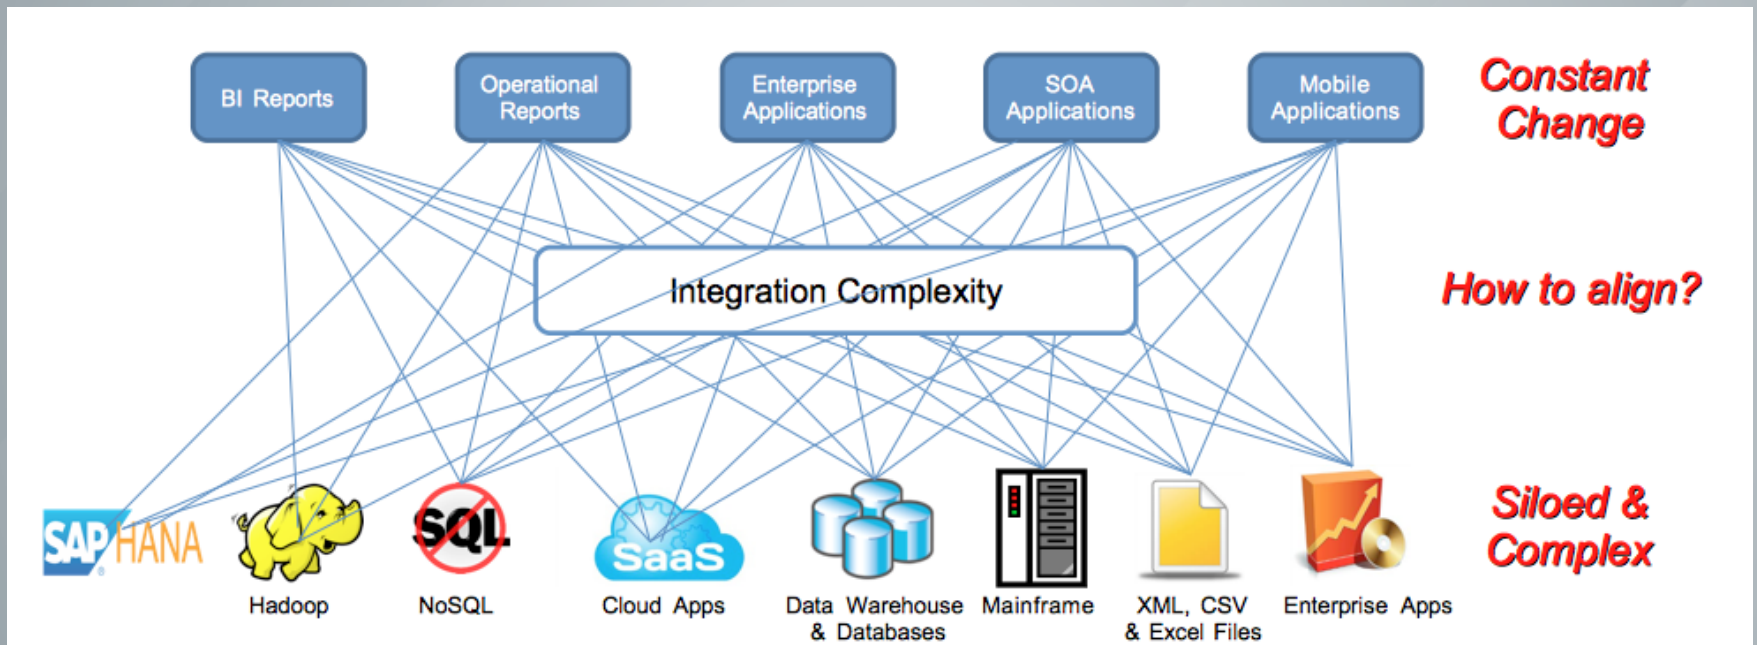 BI Reports
Operational
Reports
Enterprise
Applications
SOA
Applications
Mobile
Applications
Constant
Change
Integration Complexity
How to align?
SAP HANA
SQL
SaaS
Siloed &
Complex
Hadoop
NoSQL
Cloud Apps
Data Warehouse
& Databases
Mainframe
XML, CSV
& Excel Files
Enterprise Apps